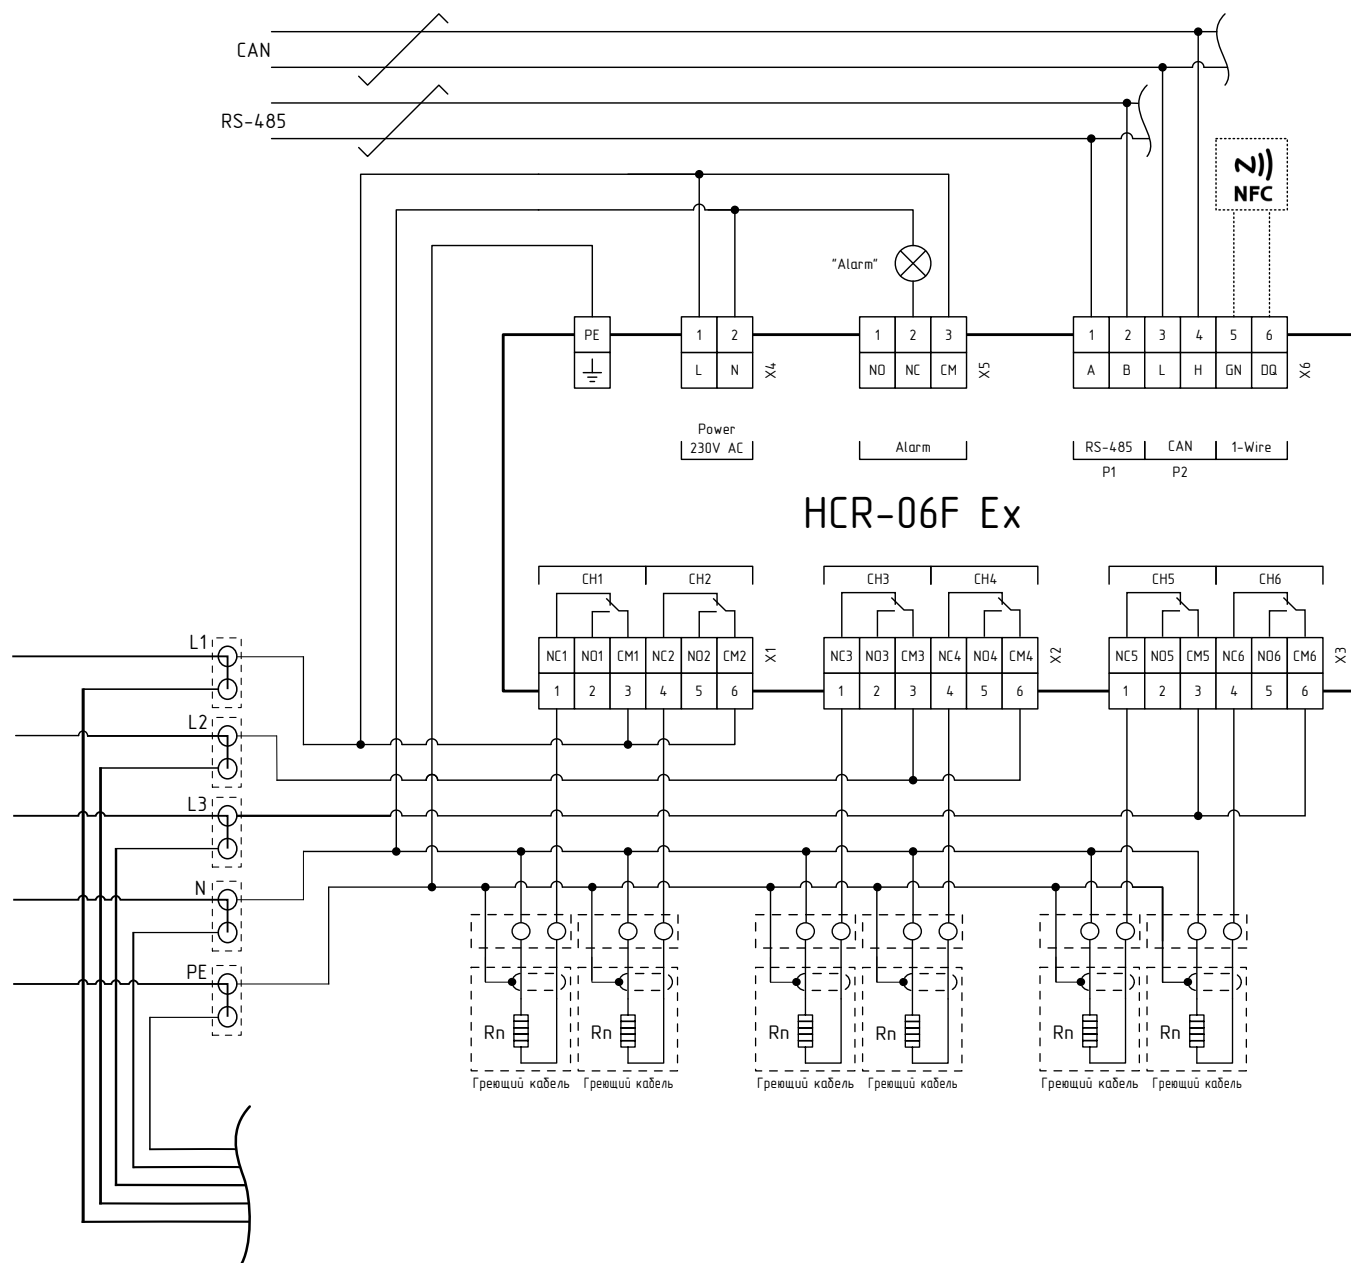 CAN
RS-485
NFC
"Alarm"
PE 1 2 1 2 3 1 2 3 4 5 6
L N X4 NO NC CM X5 A B L H GN DQ X6
Power
230V AC Alarm RS-485 CAN 1-Wire
P1 P2
HCR-06F Ex
CH1 CH2 CH3 CH4 CH5 CH6
L1
NC1 NO1 CM1 NC2 NO2 CM2 X1 NC3 NO3 CM3 NC4 NO4 CM4 X2 NC5 NO5 CM5 NC6 NO6 CM6 X3
1 2 3 4 5 6 1 2 3 4 5 6 1 2 3 4 5 6
L2
L3
N
PE
Rn Rn Rn Rn Rn Rn
Греющий кабель Греющий кабель Греющий кабель Греющий кабель Греющий кабель Греющий кабель